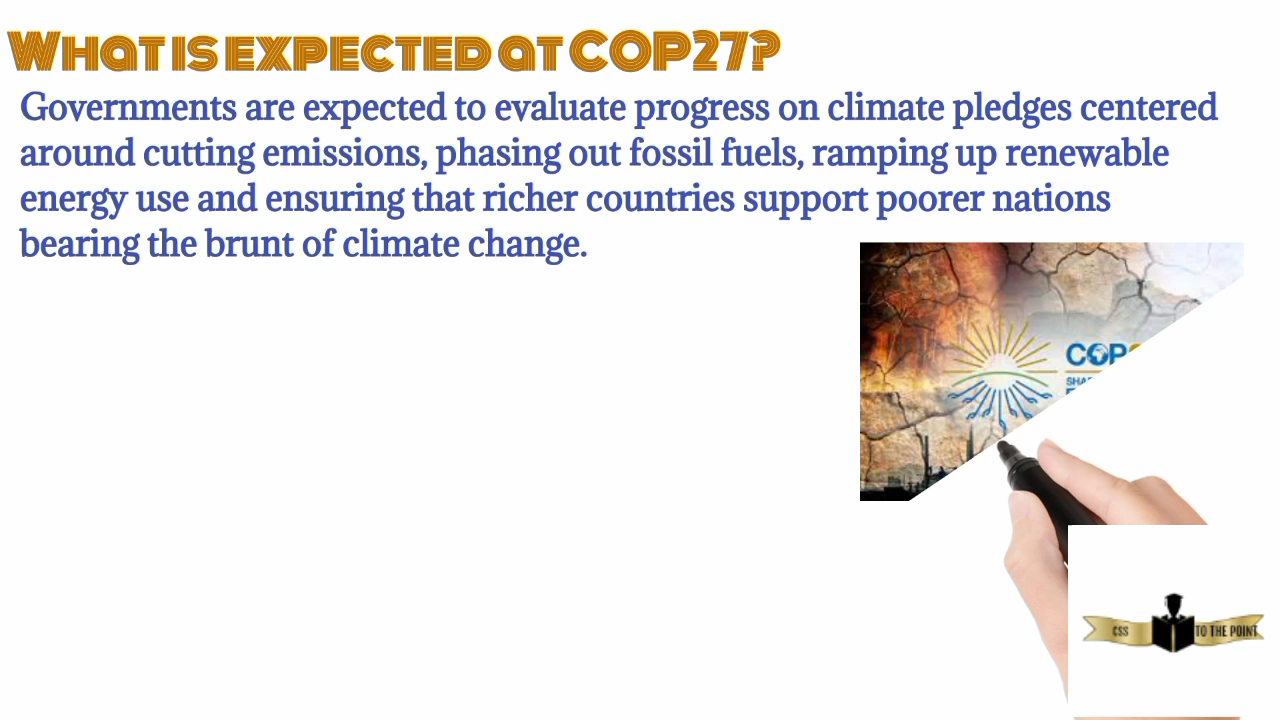 What is expected at COP27?
Governments are expected to evaluate progress on climate pledges centered
around cutting emissions, phasing out fossil fuels, ramping up renewable
energy use and ensuring that richer countries support poorer nations
bearing the brunt of climate change.
COP
CSS TO THE POINT